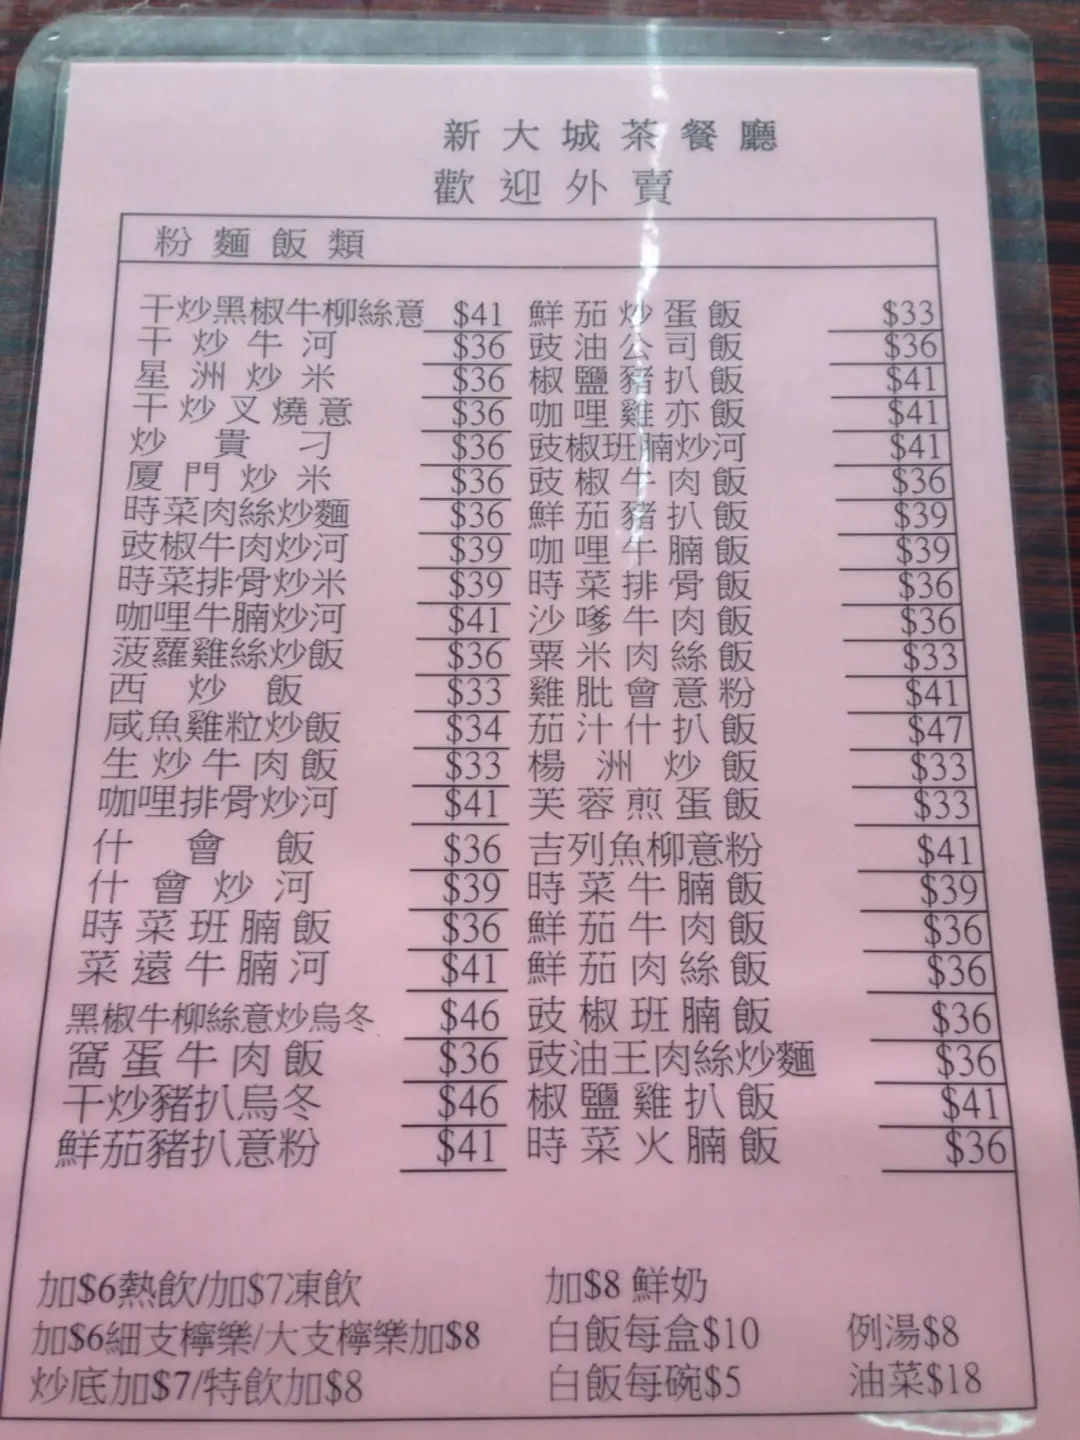 新大城茶餐廳
歡迎外賣
粉麵飯類
干炒黑椒牛柳絲意 $41 鮮茄炒蛋飯 $33
干炒牛河 $36 豉油公司飯 $36
星洲炒米 $36 椒鹽豬扒飯 $41
干炒叉燒意 $36 咖哩雞亦飯 $41
炒貴刁 $36 豉椒班腩炒河 $41
厦門炒米 $36 豉椒牛肉飯 $36
時菜肉絲炒麵 $36 鮮茄豬扒飯 $39
豉椒牛肉炒河 $39 咖哩牛腩飯 $39
時菜排骨炒米 $39 時菜排骨飯 $36
咖哩牛腩炒河 $41 沙嗲牛肉飯 $36
菠蘿雞絲炒飯 $36 粟米肉絲飯 $33
西炒飯 $33 雞肶會意粉 $41
咸魚雞粒炒飯 $34 茄汁什扒飯 $47
生炒牛肉飯 $33 楊洲炒飯 $33
咖哩排骨炒河 $41 芙蓉煎蛋飯 $33
什會飯 $36 吉列魚柳意粉 $41
什會炒河 $39 時菜牛腩飯 $39
時菜班腩飯 $36 鮮茄牛肉飯 $36
菜遠牛腩河 $41 鮮茄肉絲飯 $36
黑椒牛柳絲意炒烏冬 $46 豉椒班腩飯 $36
窩蛋牛肉飯 $36 豉油王肉絲炒麵 $36
干炒豬扒烏冬 $46 椒鹽雞扒飯 $41
鮮茄豬扒意粉 $41 時菜火腩飯 $36
加$6熱飲/加$7凍飲 加$8 鮮奶
加$6細支檸樂/大支檸樂加$8 白飯每盒$10 例湯$8
炒底加$7/特飲加$8 白飯每碗$5 油菜$18